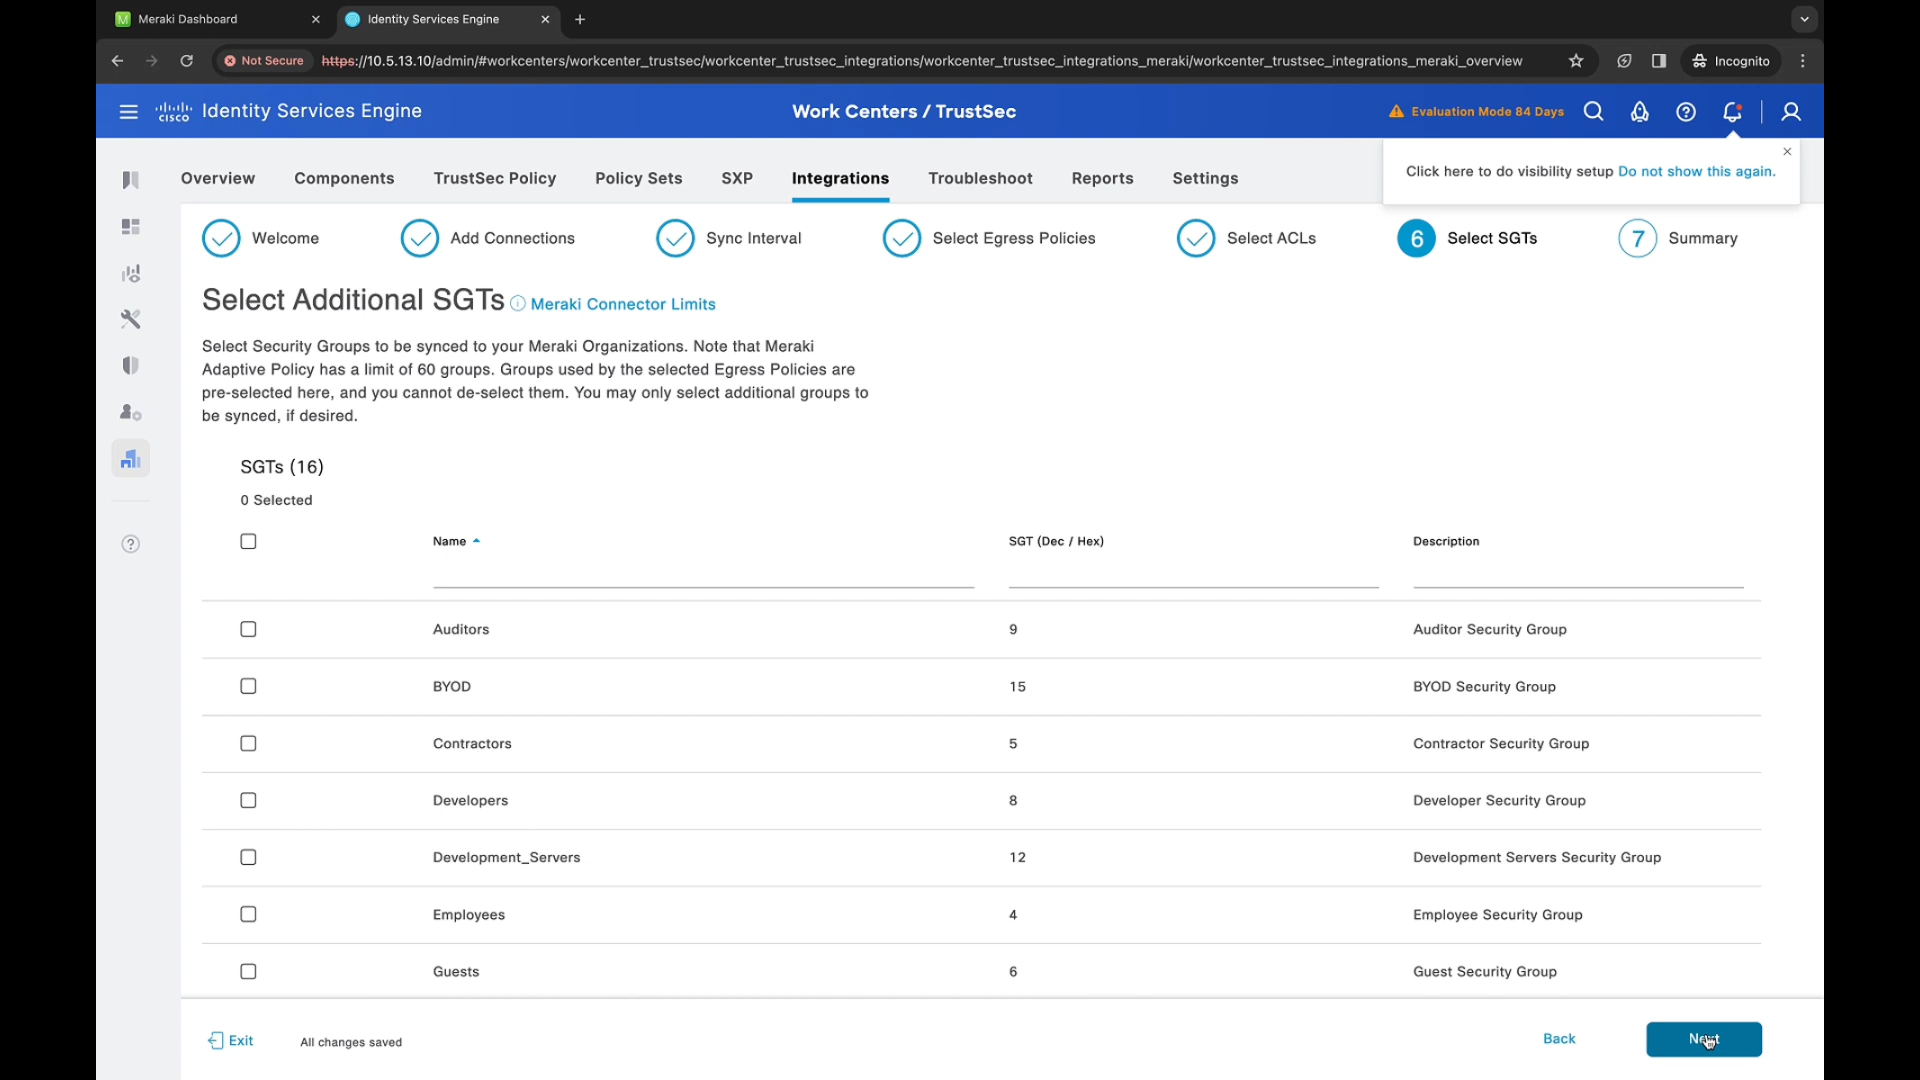 Meraki Dashboard
Identity Services Engine
Not Secure
https://10.5.13.10/admin/#workcenters/workcenter_trustsec/workcenter_trustsec_integrations/workcenter_trustsec_integrations_meraki/workcenter_trustsec_integrations_meraki_overview
Incognito
cisco Identity Services Engine
Work Centers / TrustSec
Evaluation Mode 84 Days
Click here to do visibility setup Do not show this again.
Overview
Components
TrustSec Policy
Policy Sets
SXP
Integrations
Troubleshoot
Reports
Settings
Welcome
Add Connections
Sync Interval
Select Egress Policies
Select ACLs
6 Select SGTs
7 Summary
Select Additional SGTs Meraki Connector Limits
Select Security Groups to be synced to your Meraki Organizations. Note that Meraki
Adaptive Policy has a limit of 60 groups. Groups used by the selected Egress Policies are
pre-selected here, and you cannot de-select them. You may only select additional groups to
be synced, if desired.
SGTs (16)
0 Selected
Name SGT (Dec / Hex) Description
Auditors 9 Auditor Security Group
BYOD 15 BYOD Security Group
Contractors 5 Contractor Security Group
Developers 8 Developer Security Group
Development_Servers 12 Development Servers Security Group
Employees 4 Employee Security Group
Guests 6 Guest Security Group
Exit
All changes saved
Back
Next